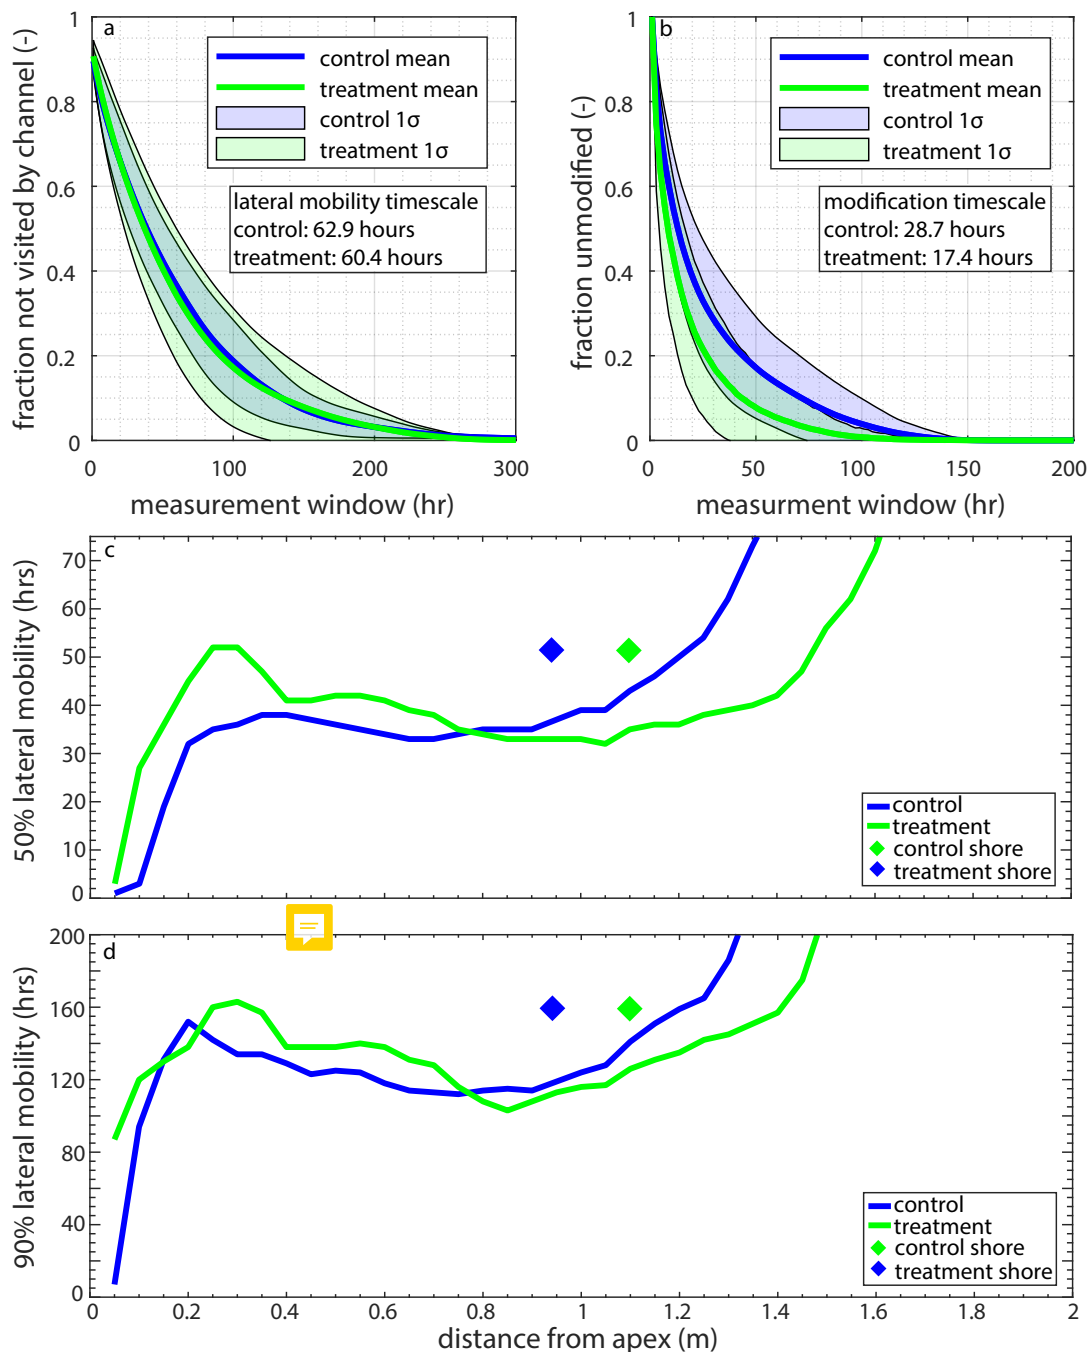 a
fraction not visited by channel (-)
1
0.8
0.6
0.4
0.2
0
control mean
treatment mean
control 1σ
treatment 1σ
lateral mobility timescale
control: 62.9 hours
treatment: 60.4 hours
0 100 200 300
measurement window (hr)
b
fraction unmodified (-)
1
0.8
0.6
0.4
0.2
0
control mean
treatment mean
control 1σ
treatment 1σ
modification timescale
control: 28.7 hours
treatment: 17.4 hours
0 50 100 150 200
measurment window (hr)
c
50% lateral mobility (hrs)
70
60
50
40
30
20
10
0
control
treatment
control shore
treatment shore
d
90% lateral mobility (hrs)
200
160
120
80
40
0
control
treatment
control shore
treatment shore
0 0.2 0.4 0.6 0.8 1 1.2 1.4 1.6 1.8 2
distance from apex (m)